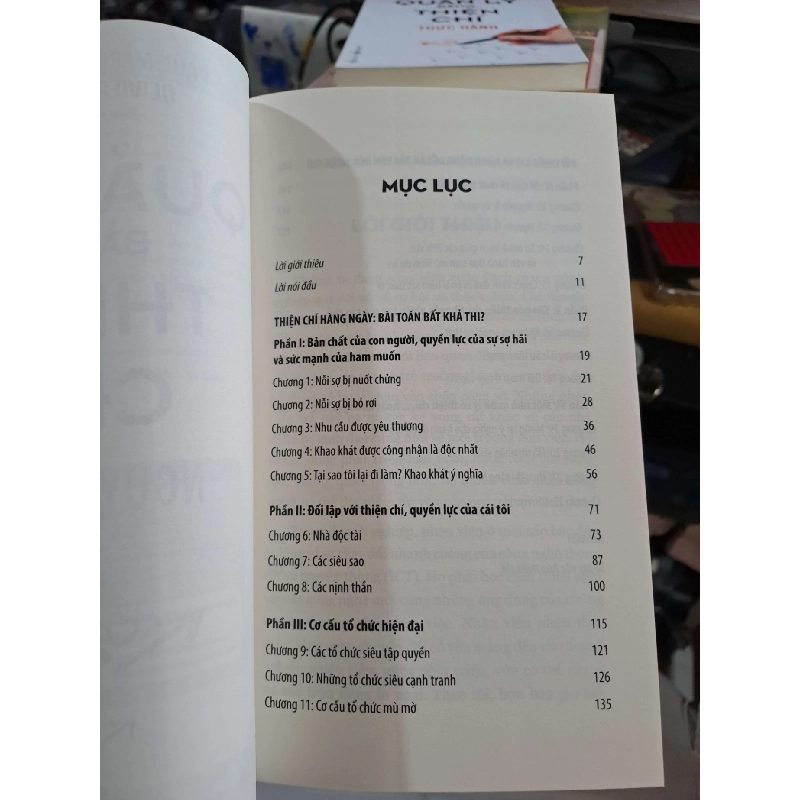 QUẢN LÝ
THIỆN CHÍ
THỰC HÀNH
MỤC LỤC
Lời giới thiệu 7
Lời nói đầu 11
THIỆN CHÍ HÀNG NGÀY: BÀI TOÁN BẤT KHẢ THI? 17
Phần I: Bản chất của con người, quyền lực của sự sợ hãi
và sức mạnh của ham muốn 19
Chương 1: Nỗi sợ bị nuốt chửng 21
Chương 2: Nỗi sợ bị bỏ rơi 28
Chương 3: Nhu cầu được yêu thương 36
Chương 4: Khao khát được công nhận là độc nhất 46
Chương 5: Tại sao tôi lại đi làm? Khao khát ý nghĩa 56
Phần II: Đối lập với thiện chí, quyền lực của cái tôi 71
Chương 6: Nhà độc tài 73
Chương 7: Các siêu sao 87
Chương 8: Các nịnh thần 100
Phần III: Cơ cấu tổ chức hiện đại 115
Chương 9: Các tổ chức siêu tập quyền 121
Chương 10: Những tổ chức siêu cạnh tranh 126
Chương 11: Cơ cấu tổ chức mù mờ 135